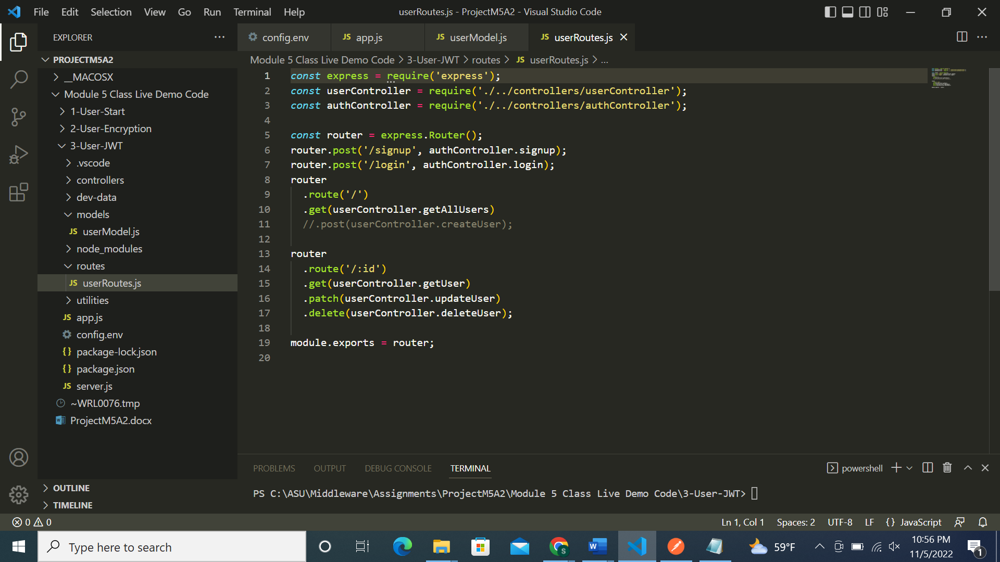 File Edit Selection View Go Run Terminal Help
userRoutes.js - ProjectM5A2 - Visual Studio Code
EXPLORER
PROJECTM5A2
__MACOSX
Module 5 Class Live Demo Code
1-User-Start
2-User-Encryption
3-User-JWT
.vscode
controllers
dev-data
models
JS userModel.js
node_modules
routes
JS userRoutes.js
utilities
JS app.js
config.env
{} package-lock.json
{} package.json
JS server.js
~WRL0076.tmp
ProjectM5A2.docx
OUTLINE
TIMELINE
config.env JS app.js JS userModel.js JS userRoutes.js
Module 5 Class Live Demo Code > 3-User-JWT > routes > JS userRoutes.js > ...
1 const express = require('express');
2 const userController = require('./../controllers/userController');
3 const authController = require('./../controllers/authController');
4
5 const router = express.Router();
6 router.post('/signup', authController.signup);
7 router.post('/login', authController.login);
8 router
9 .route('/')
10 .get(userController.getAllUsers)
11 //.post(userController.createUser);
12
13 router
14 .route('/:id')
15 .get(userController.getUser)
16 .patch(userController.updateUser)
17 .delete(userController.deleteUser);
18
19 module.exports = router;
20
PROBLEMS OUTPUT DEBUG CONSOLE TERMINAL
powershell
PS C:\ASU\Middleware\Assignments\ProjectM5A2\Module 5 Class Live Demo Code\3-User-JWT>
0 0
Ln 1, Col 1 Spaces: 2 UTF-8 LF {} JavaScript
Type here to search
59°F
10:56 PM
11/5/2022
1